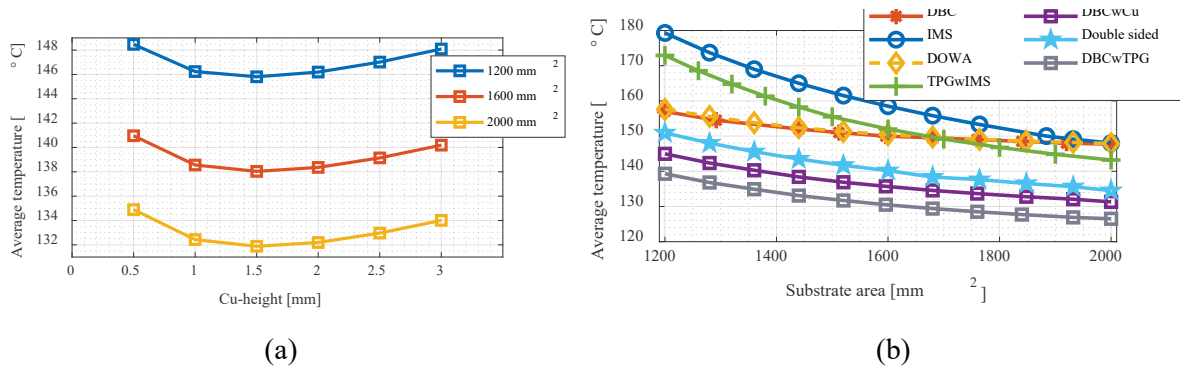 (a)
Average temperature [ ° C]
148
146
144
142
140
138
136
134
132
0 0.5 1 1.5 2 2.5 3
Cu-height [mm]
1200 mm 2
1600 mm 2
2000 mm 2
(a)
(b)
Average temperature [ ° C]
180
170
160
150
140
130
120
1200 1400 1600 1800 2000
Substrate area [mm 2]
DBC
IMS
DOWA
TPGwIMS
DBCwCu
Double sided
DBCwTPG
(b)